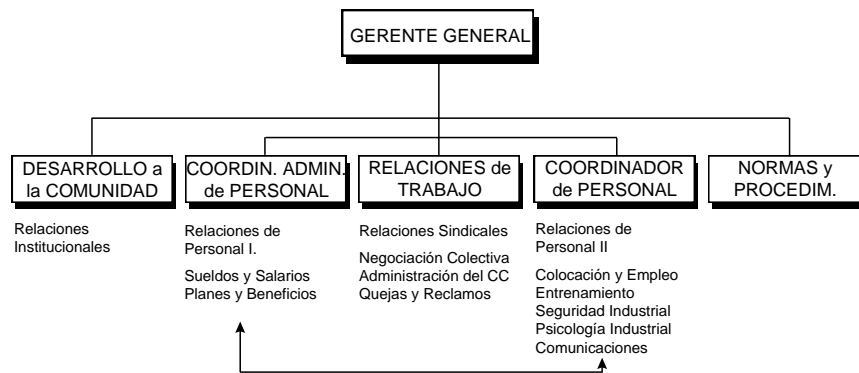 GERENTE GENERAL
DESARROLLO a
la COMUNIDAD
Relaciones
Institucionales
COORDIN. ADMIN.
de PERSONAL
Relaciones de
Personal I.
Sueldos y Salarios
Planes y Beneficios
RELACIONES de
TRABAJO
Relaciones Sindicales
Negociación Colectiva
Administración del CC
Quejas y Reclamos
COORDINADOR
de PERSONAL
Relaciones de
Personal II
Colocación y Empleo
Entrenamiento
Seguridad Industrial
Psicología Industrial
Comunicaciones
NORMAS y
PROCEDIM.